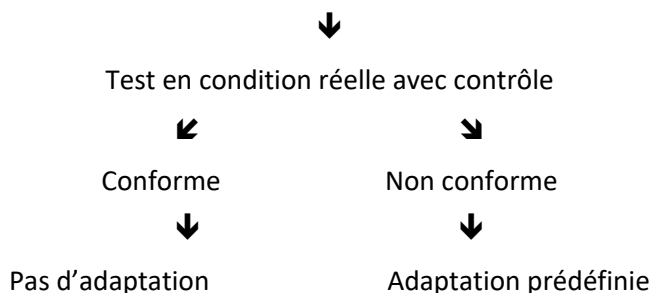 Test en condition réelle avec contrôle
Conforme Non conforme
Pas d’adaptation Adaptation prédéfinie